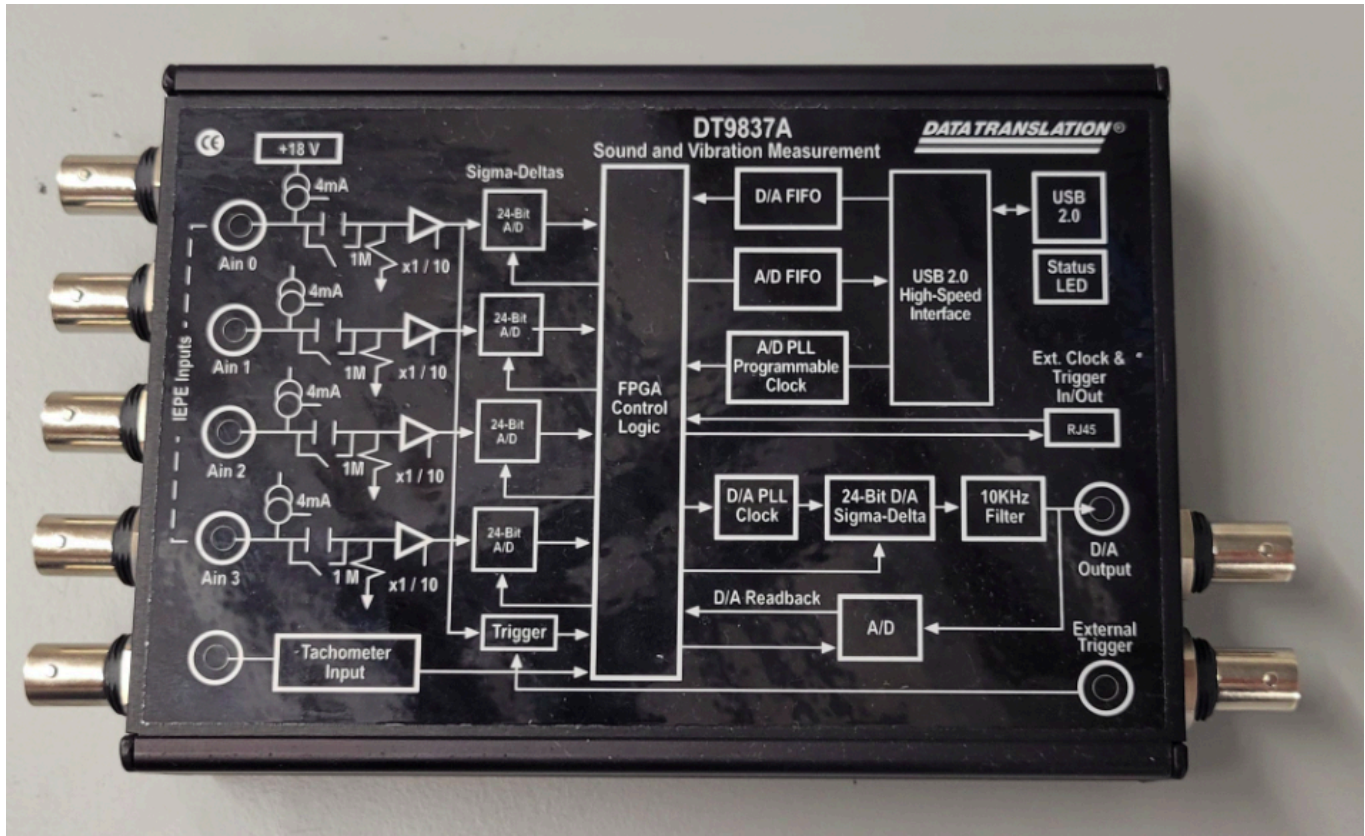 CE
DT9837A
Sound and Vibration Measurement
DATA TRANSLATION®
+18 V
4mA
Sigma-Deltas
24-Bit
A/D
Ain 0
1M
x1 / 10
4mA
24-Bit
A/D
Ain 1
1M
x1 / 10
4mA
24-Bit
A/D
Ain 2
1M
x1 / 10
4mA
24-Bit
A/D
Ain 3
1 M
x1 / 10
IEPE Inputs
Tachometer
Input
Trigger
FPGA
Control
Logic
D/A FIFO
A/D FIFO
A/D PLL
Programmable
Clock
USB 2.0
High-Speed
Interface
USB
2.0
Status
LED
Ext. Clock &
Trigger
In/Out
RJ45
D/A PLL
Clock
24-Bit D/A
Sigma-Delta
10KHz
Filter
D/A
Output
D/A Readback
A/D
External
Trigger